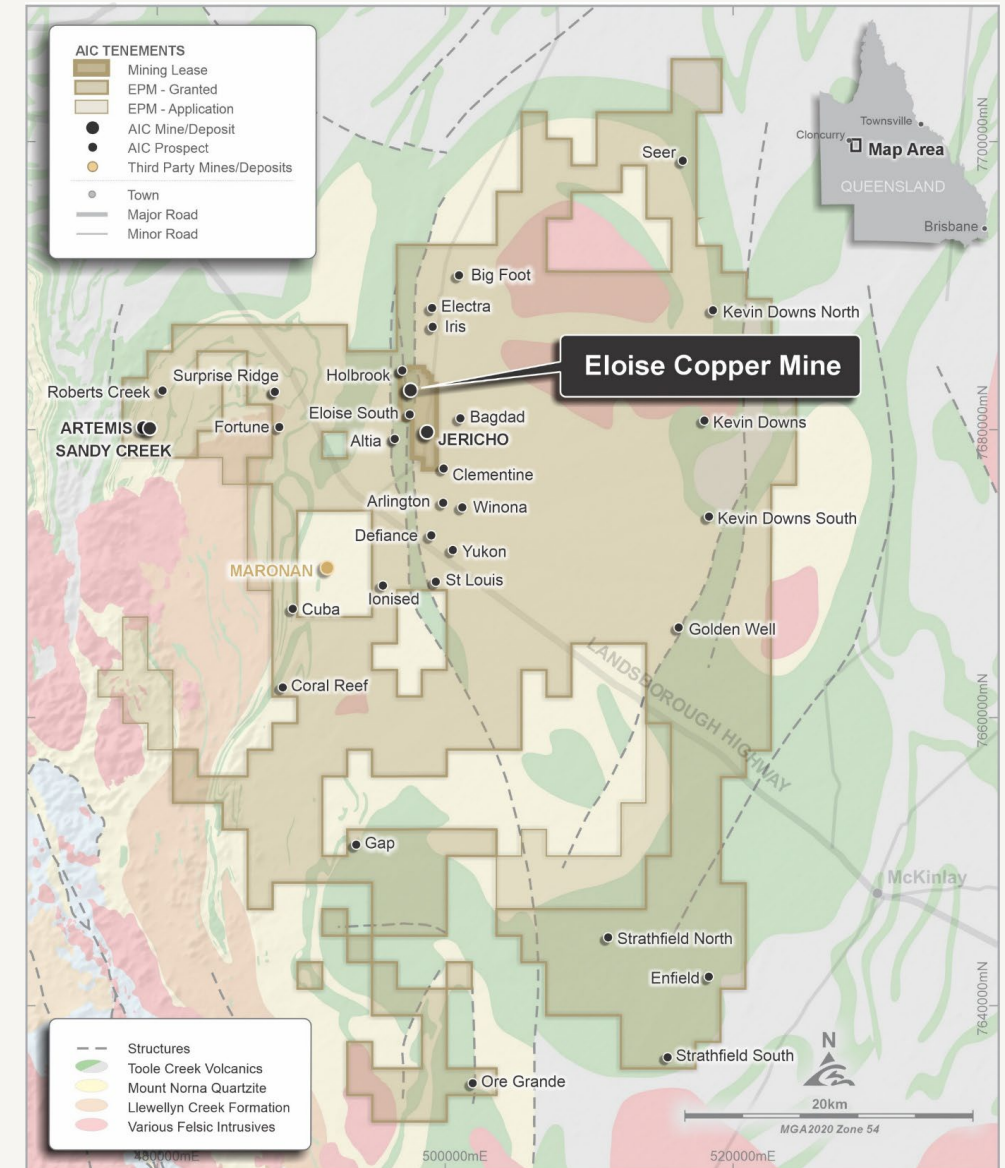 AIC TENEMENTS
Mining Lease
EPM - Granted
EPM - Application
AIC Mine/Deposit
AIC Prospect
Third Party Mines/Deposits
Town
Major Road
Minor Road
Townsville
Cloncurry
Map Area
QUEENSLAND
Brisbane
7700000mN
Seer
Big Foot
Electra
Iris
Kevin Downs North
Eloise Copper Mine
Holbrook
Surprise Ridge
Roberts Creek
Eloise South
Bagdad
Kevin Downs
ARTEMIS
Fortune
Altia
JERICHO
SANDY CREEK
7680000mN
Clementine
Arlington
Winona
Kevin Downs South
Defiance
Yukon
MARONAN
St Louis
Ionised
Cuba
Golden Well
LANDSBOROUGH HIGHWAY
Coral Reef
7660000mN
Gap
McKinlay
Strathfield North
Enfield
7640000mN
Strathfield South
Ore Grande
Structures
Toole Creek Volcanics
Mount Norna Quartzite
Llewellyn Creek Formation
Various Felsic Intrusives
N
20km
MGA2020 Zone 54
480000mE
500000mE
520000mE